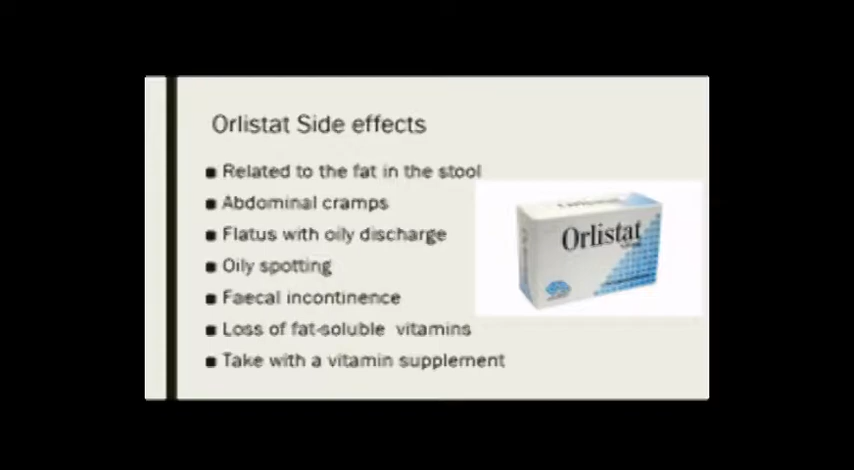 Orlistat Side effects
Related to the fat in the stool
Abdominal cramps
Flatus with oily discharge
Oily spotting
Faecal incontinence
Loss of fat-soluble vitamins
Take with a vitamin supplement
Orlistat